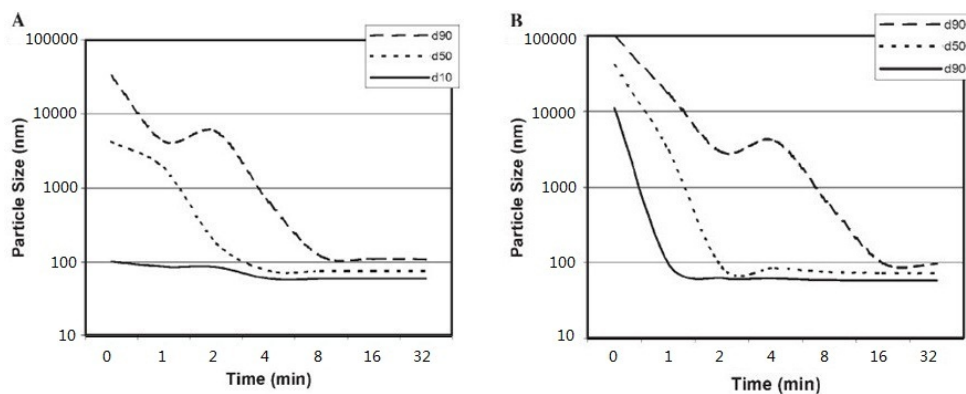 A
d90
d50
d10
100000
10000
1000
100
10
Particle Size (nm)
0 1 2 4 8 16 32
Time (min)
B
d90
d50
d90
100000
10000
1000
100
10
Particle Size (nm)
0 1 2 4 8 16 32
Time (min)